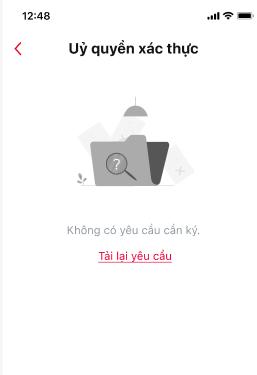 12:48
Uỷ quyền xác thực
?
Không có yêu cầu cần ký.
Tải lại yêu cầu